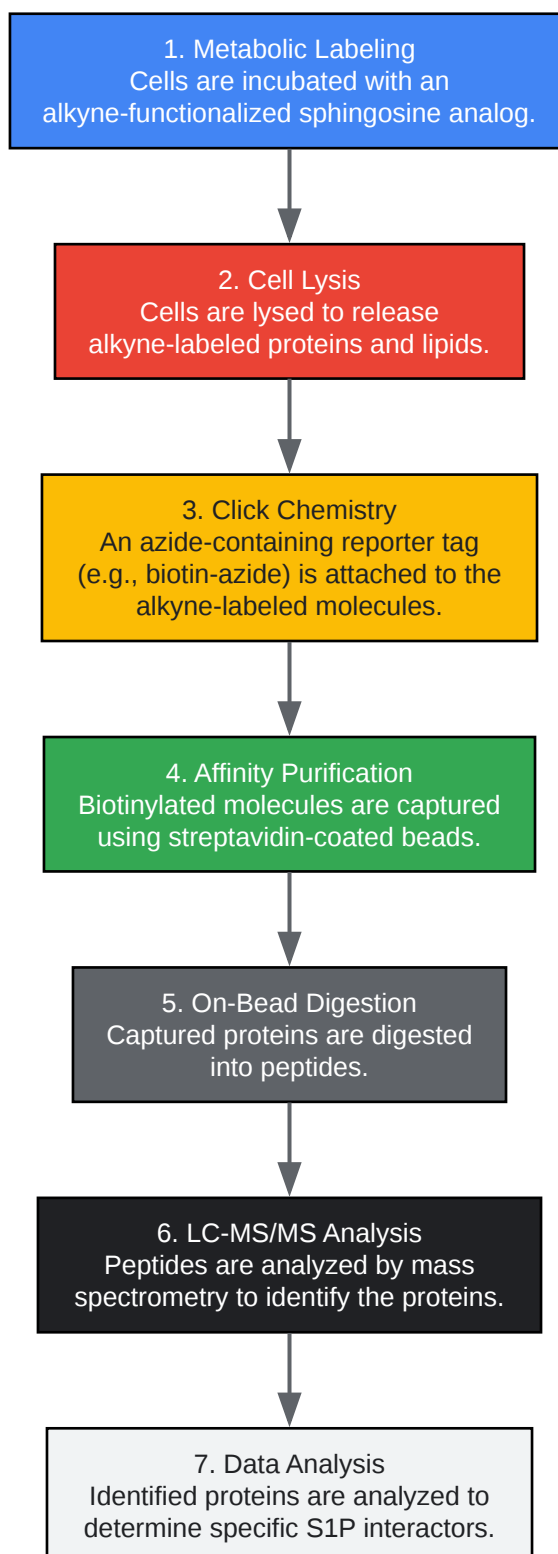 1. Metabolic Labeling
Cells are incubated with an
alkyne-functionalized sphingosine analog.
2. Cell Lysis
Cells are lysed to release
alkyne-labeled proteins and lipids.
3. Click Chemistry
An azide-containing reporter tag
(e.g., biotin-azide) is attached to the
alkyne-labeled molecules.
4. Affinity Purification
Biotinylated molecules are captured
using streptavidin-coated beads.
5. On-Bead Digestion
Captured proteins are digested
into peptides.
6. LC-MS/MS Analysis
Peptides are analyzed by mass
spectrometry to identify the proteins.
7. Data Analysis
Identified proteins are analyzed to
determine specific S1P interactors.